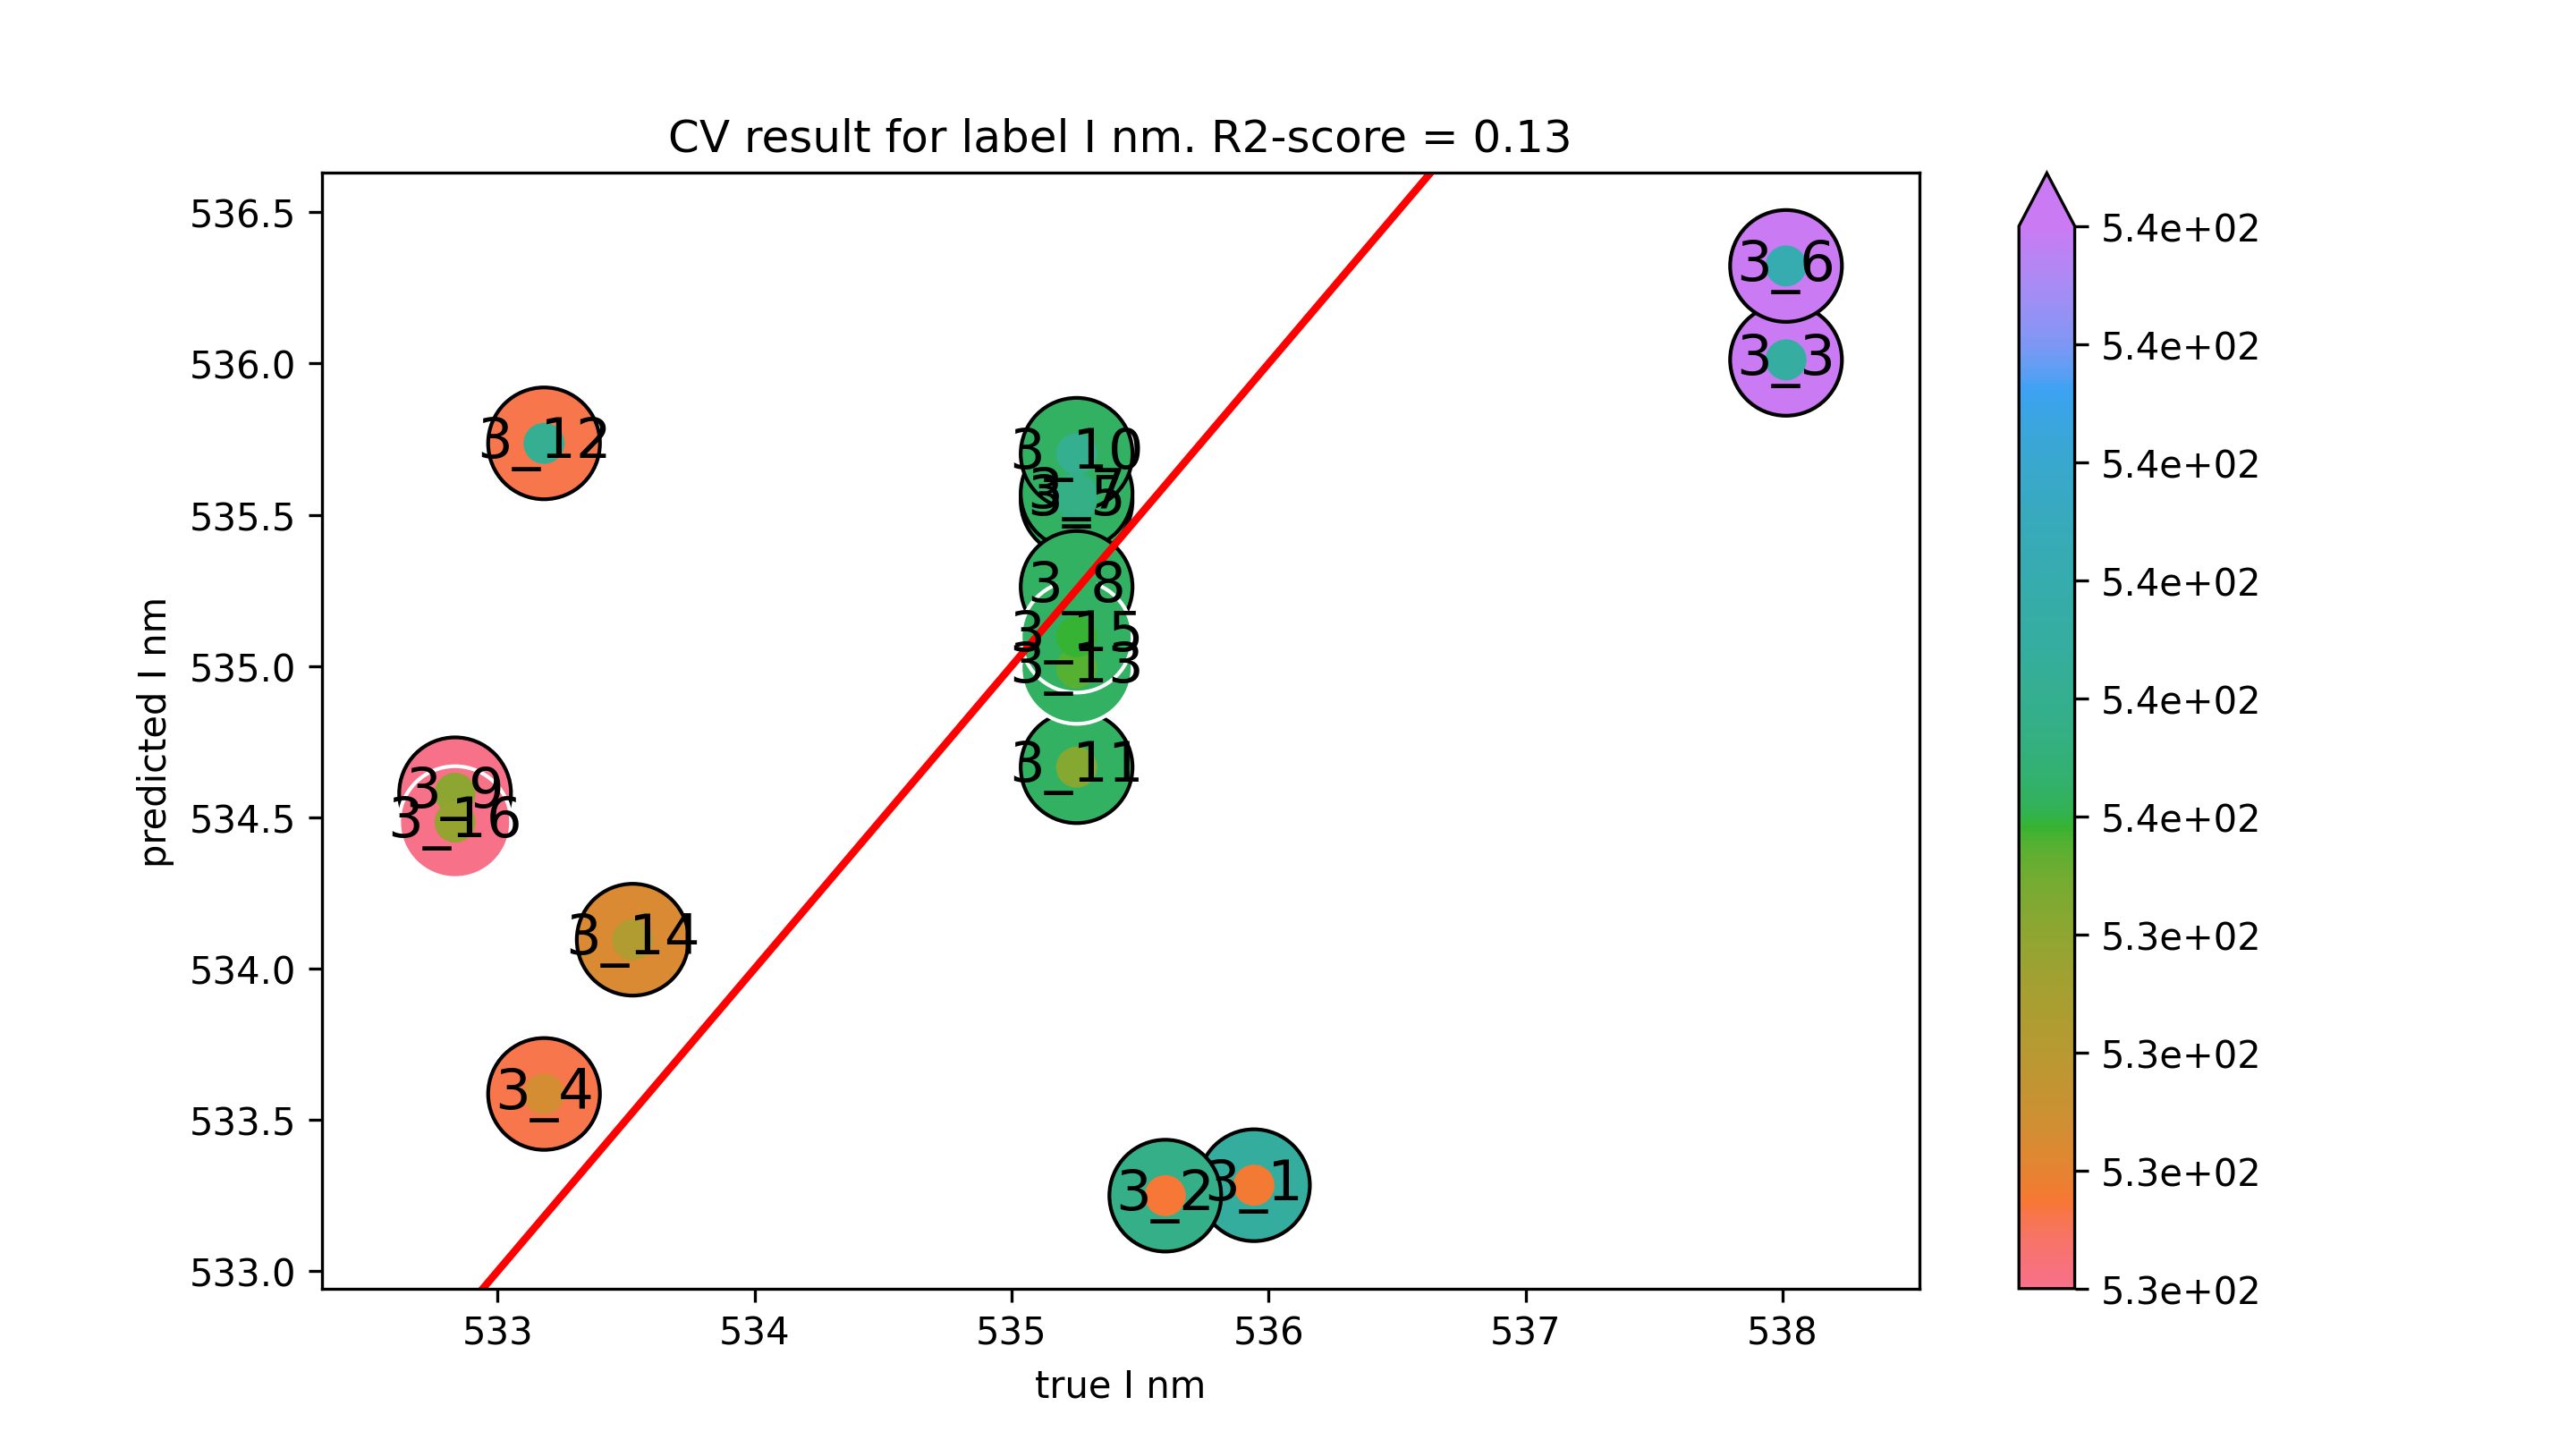 CV result for label I nm. R2-score = 0.13
predicted I nm
536.5
536.0
535.5
535.0
534.5
534.0
533.5
533.0
3_6
3_3
3_12
3_10
3_7
3_5
3_8
3_15
3_13
3_11
3_9
3_16
3_14
3_4
3_2
3_1
533 534 535 536 537 538
true I nm
5.4e+02
5.4e+02
5.4e+02
5.4e+02
5.4e+02
5.4e+02
5.3e+02
5.3e+02
5.3e+02
5.3e+02